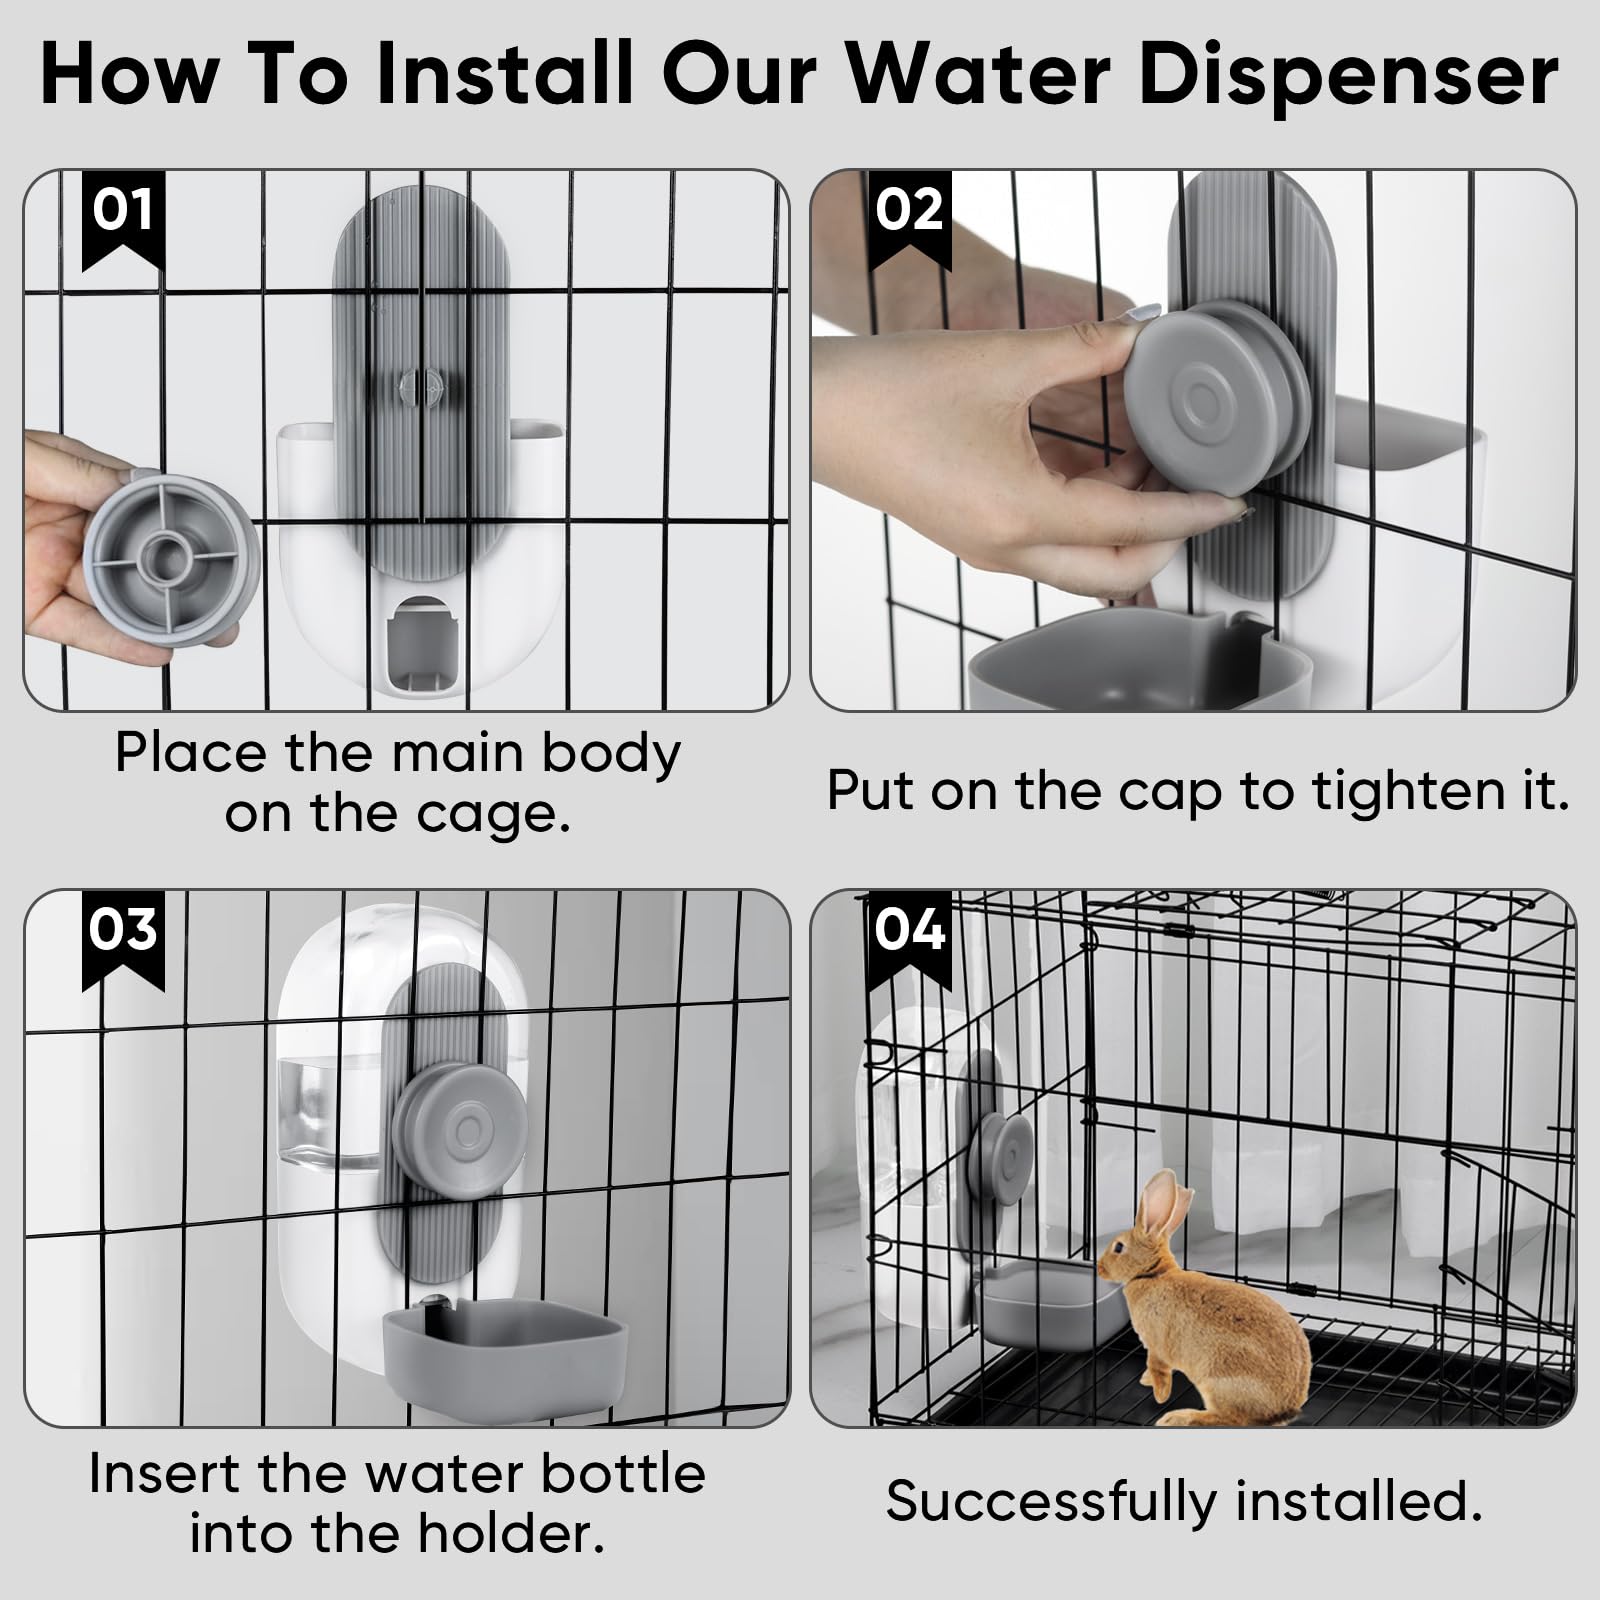 How To Install Our Water Dispenser
01
02
Place the main body
on the cage.
Put on the cap to tighten it.
03
04
Insert the water bottle
into the holder.
Successfully installed.